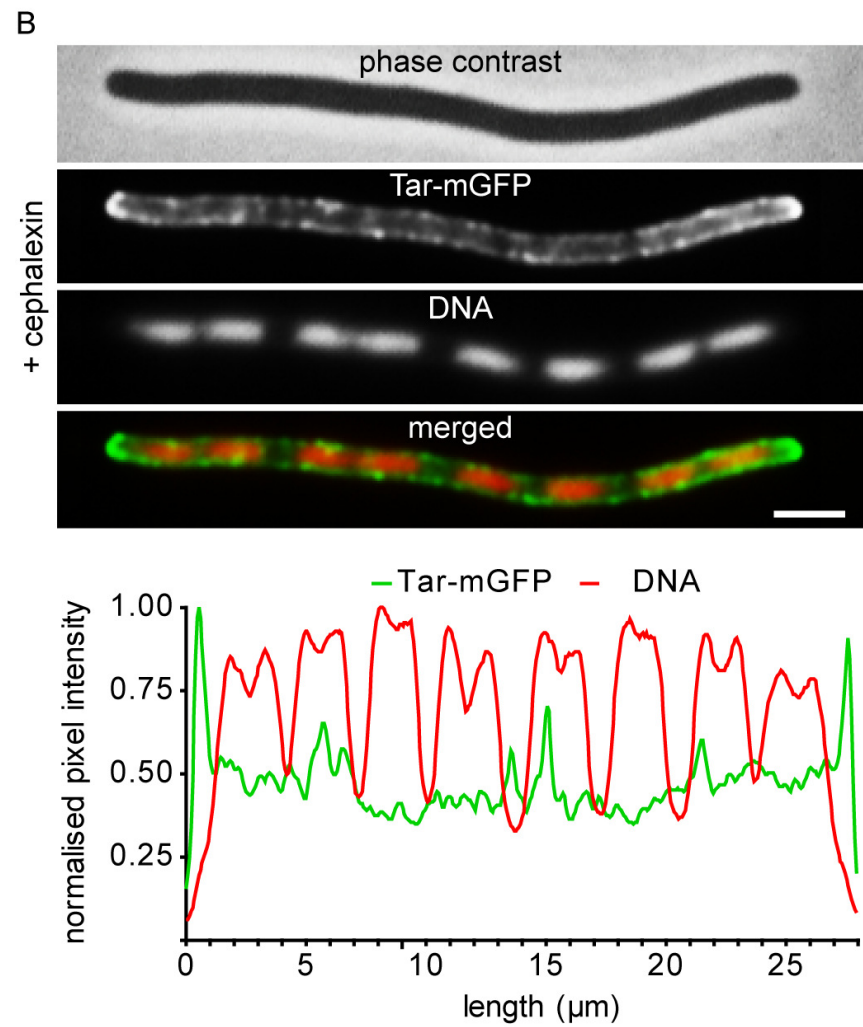 B
phase contrast
Tar-mGFP
+ cephalexin
DNA
merged
Tar-mGFP DNA
normalised pixel intensity
1.00
0.75
0.50
0.25
0 5 10 15 20 25
length (µm)